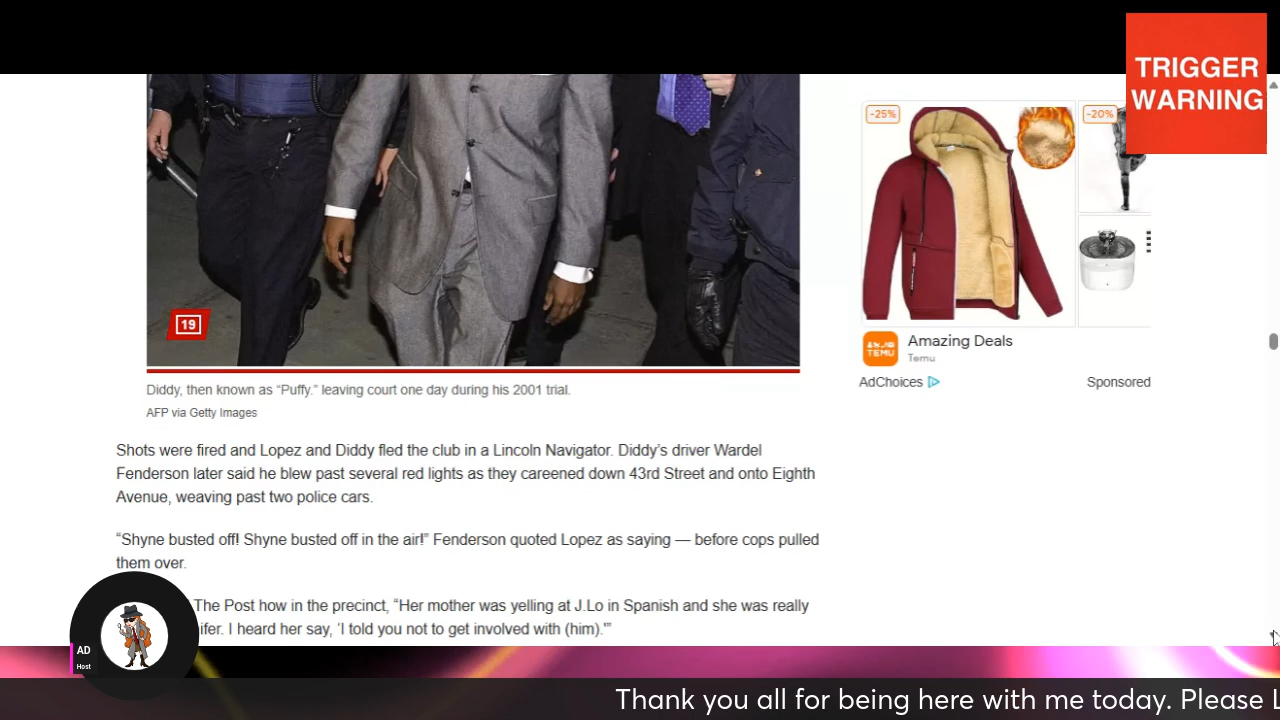 TRIGGER
WARNING
-25%
-20%
19
TEMU
Amazing Deals
Temu
AdChoices
Sponsored
Diddy, then known as “Puffy.” leaving court one day during his 2001 trial.
AFP via Getty Images
Shots were fired and Lopez and Diddy fled the club in a Lincoln Navigator. Diddy’s driver Wardel
Fenderson later said he blew past several red lights as they careened down 43rd Street and onto Eighth
Avenue, weaving past two police cars.
“Shyne busted off! Shyne busted off in the air!” Fenderson quoted Lopez as saying — before cops pulled
them over.
The Post how in the precinct, “Her mother was yelling at J.Lo in Spanish and she was really
ifer. I heard her say, ‘I told you not to get involved with (him).’”
AD
Host
Thank you all for being here with me today. Please L